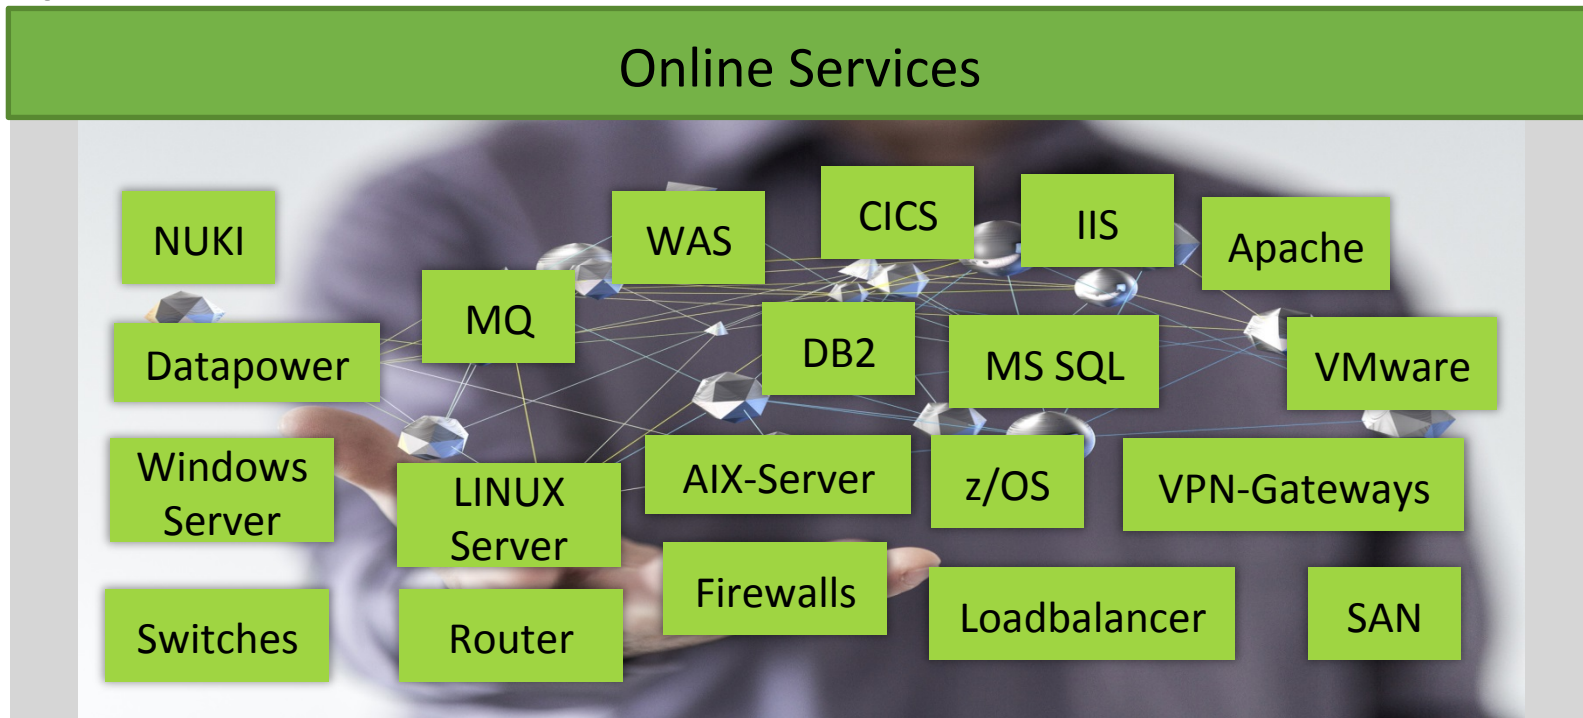 Online Services
NUKI
WAS
CICS
IIS
Apache
Datapower
MQ
DB2
MS SQL
VMware
Windows
Server
LINUX
Server
AIX-Server
z/OS
VPN-Gateways
Switches
Router
Firewalls
Loadbalancer
SAN